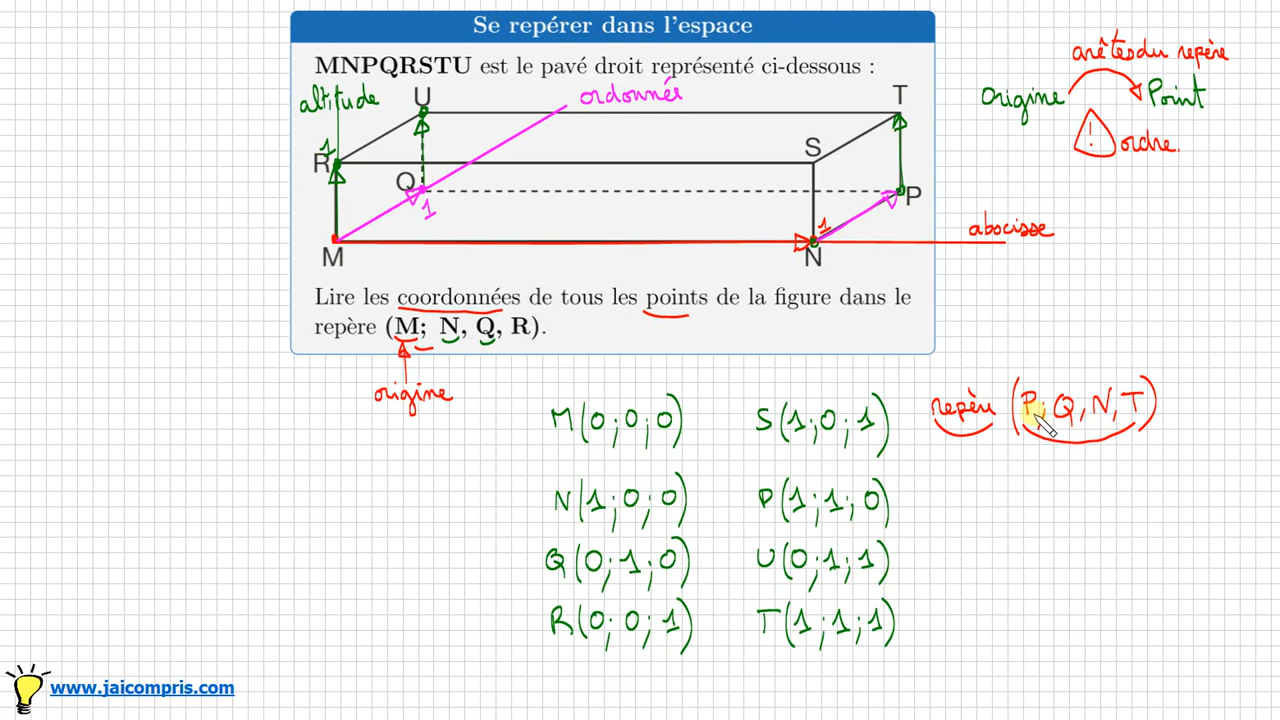 Se repérer dans l'espace
MNPQRSTU est le pavé droit représenté ci-dessous :
arêtes du repère
Origine Point
! ordre.
altitude
U
ordonnée
T
1
R
S
Q
1
P
1
abscisse
M
N
Lire les coordonnées de tous les points de la figure dans le
repère (M; N, Q, R).
origine
M(0;0;0) S(1;0;1) repère (P; Q, N, T)
N(1;0;0) P(1;1;0)
Q(0;1;0) U(0;1;1)
R(0;0;1) T(1;1;1)
www.jaicompris.com